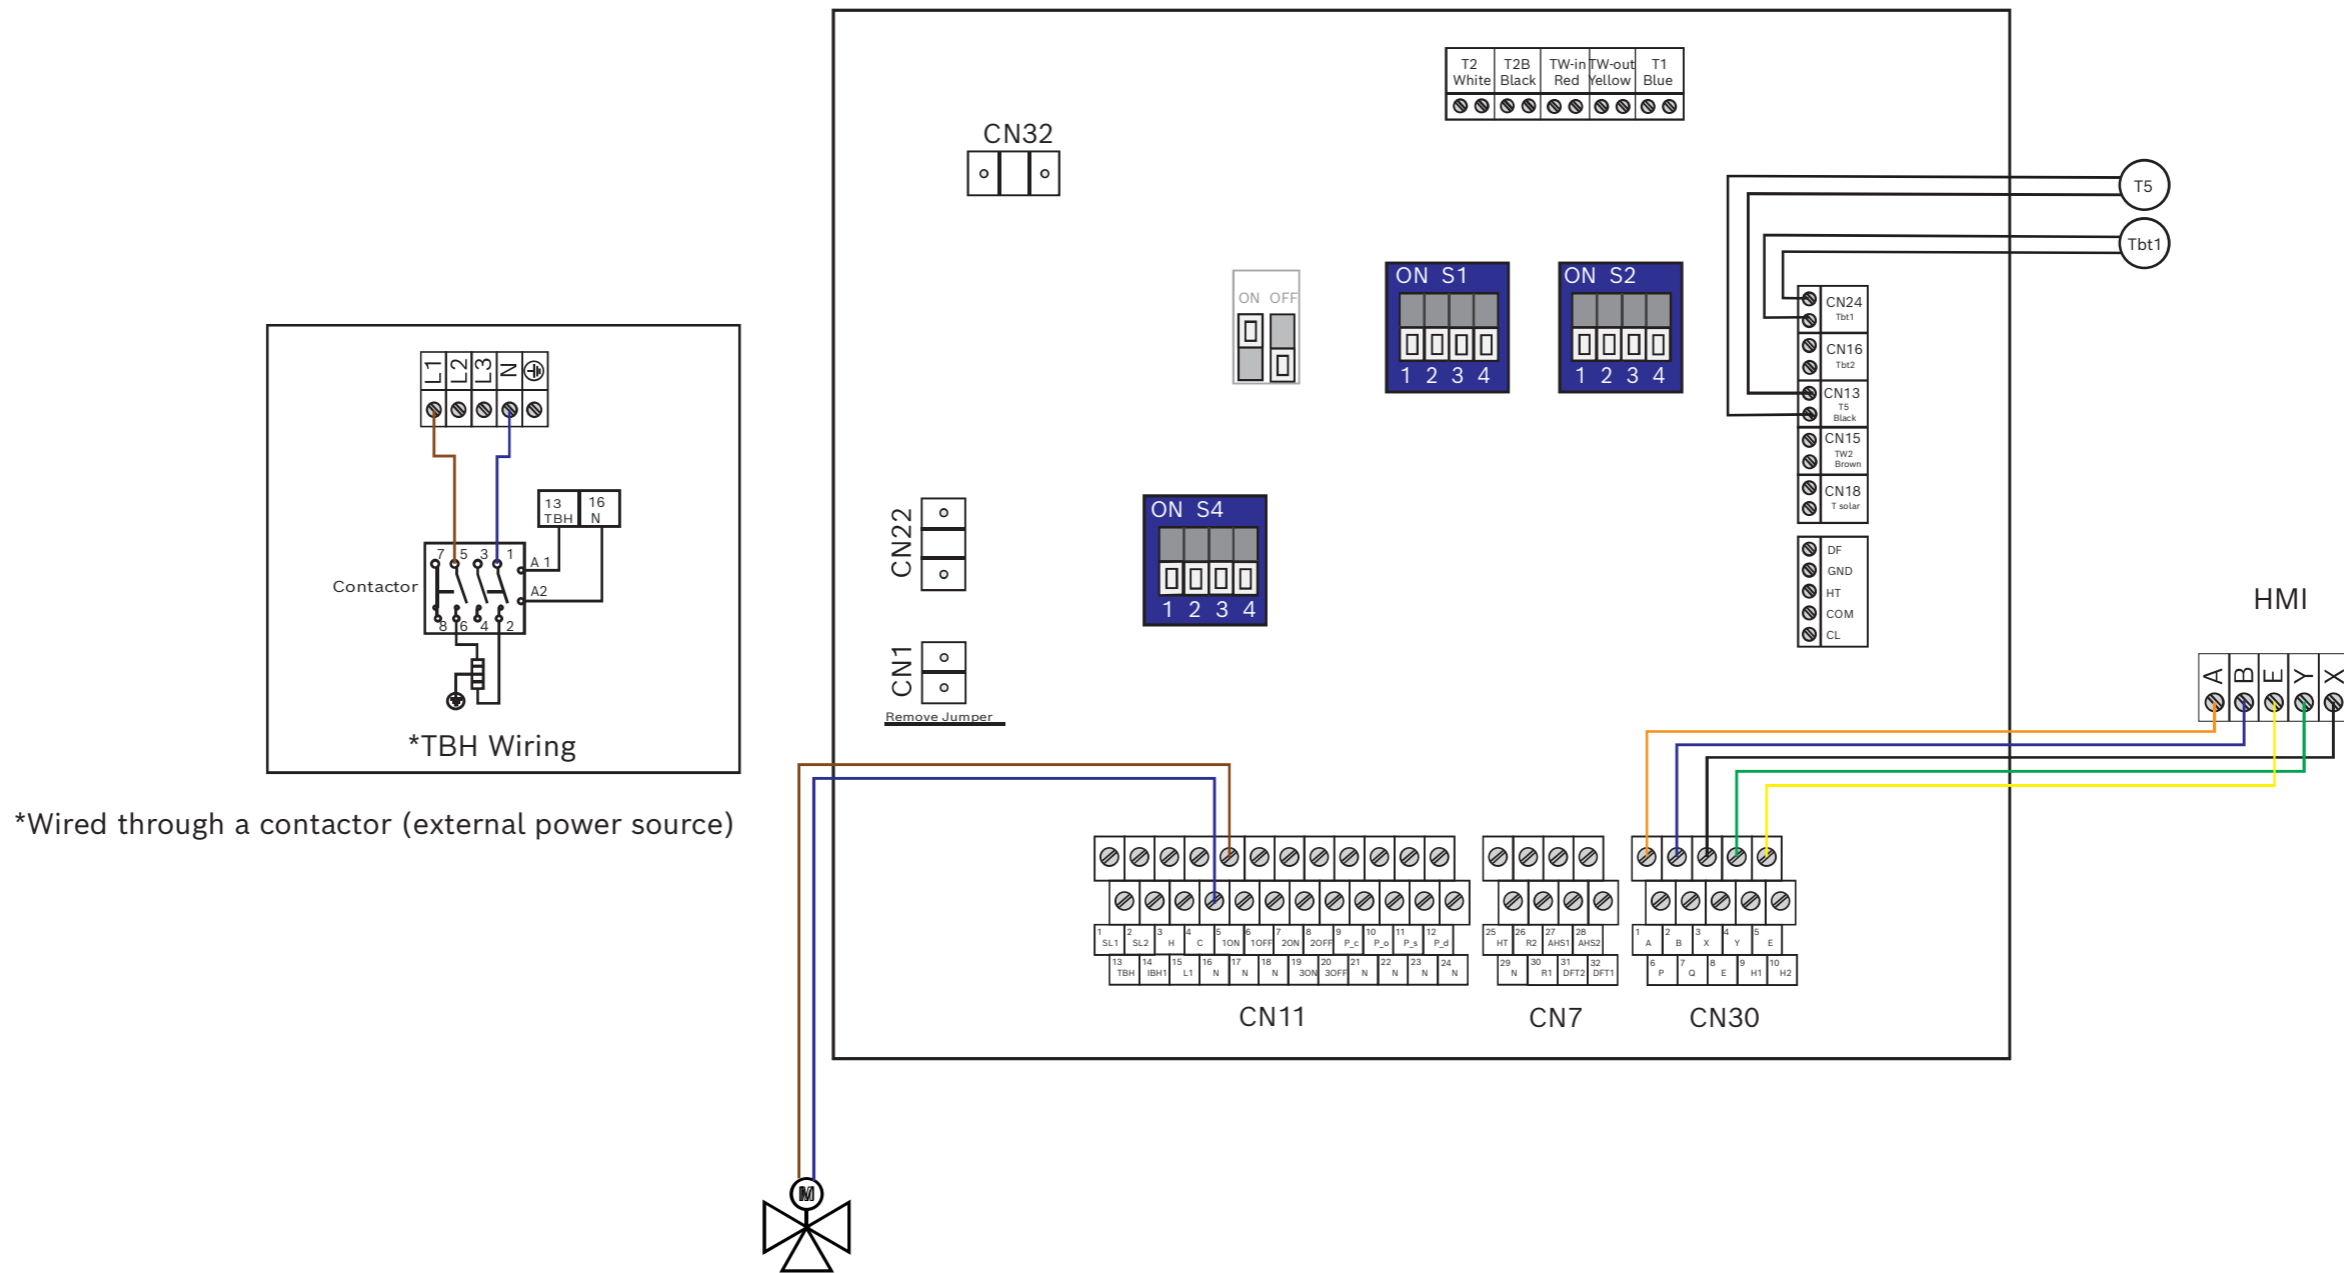 T2 T2B TW-in TW-out T1
White Black Red Yellow Blue
CN32
T5
Tbt1
ON OFF
ON S1
1 2 3 4
ON S2
1 2 3 4
CN24
Tbt1
CN16
Tbt2
CN13
T5
Black
CN15
TW2
Brown
CN18
T solar
DF
GND
HT
COM
CL
L1 L2 L3 N
13 16
TBH N
7 5 3 1
A 1
A2
Contactor
8 6 4 2
*TBH Wiring
*Wired through a contactor (external power source)
CN22
ON S4
1 2 3 4
CN1
Remove Jumper
HMI
A B E Y X
1 2 3 4 5 6 7 8 9 10 11 12
SL1 SL2 H C 1ON 1OFF 2ON 2OFF P_c P_o P_s P_d
13 14 15 16 17 18 19 20 21 22 23 24
TBH IBH1 L1 N N N 3ON 3OFF N N N N
CN11
25 26 27 28
HT R2 AHS1 AHS2
29 30 31 32
N R1 DFT2 DFT1
CN7
1 2 3 4 5
A B X Y E
6 7 8 9 10
P Q E H1 H2
CN30
M